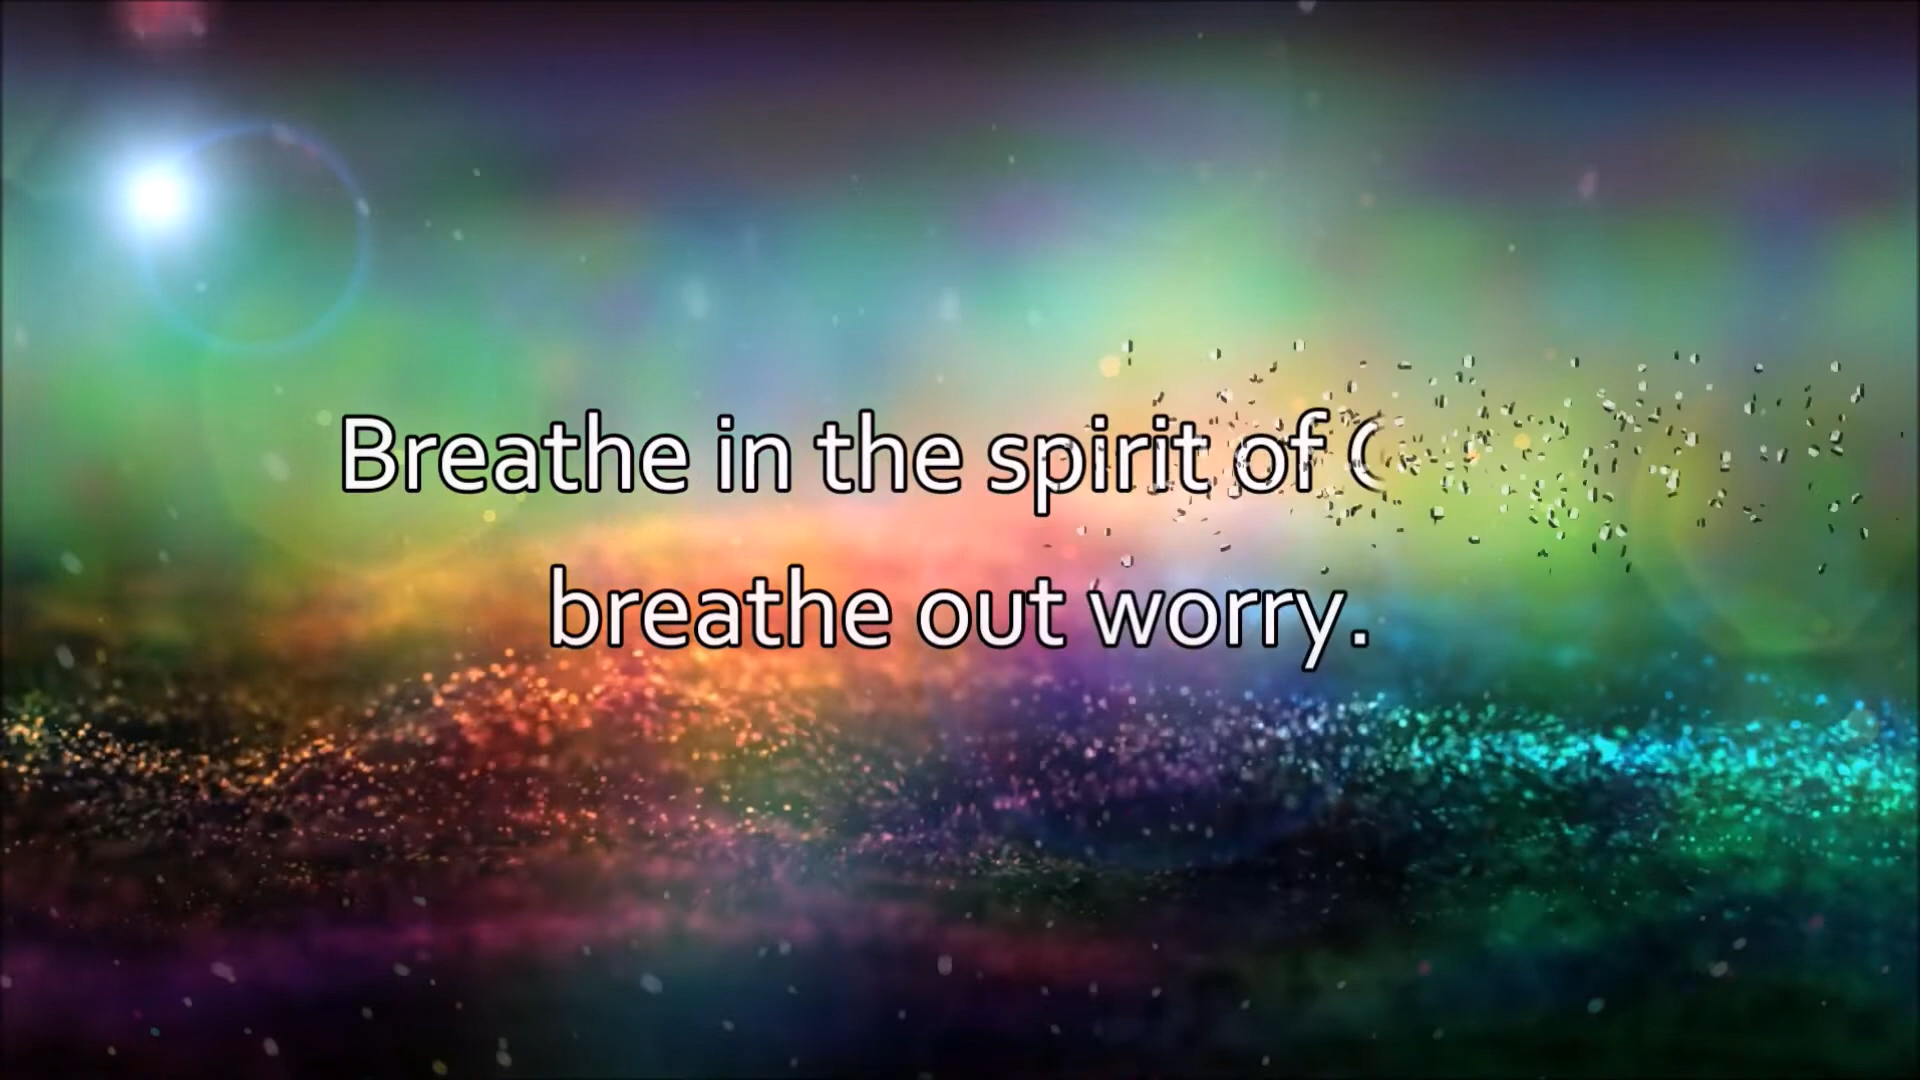 Breathe in the spirit of
breathe out worry.